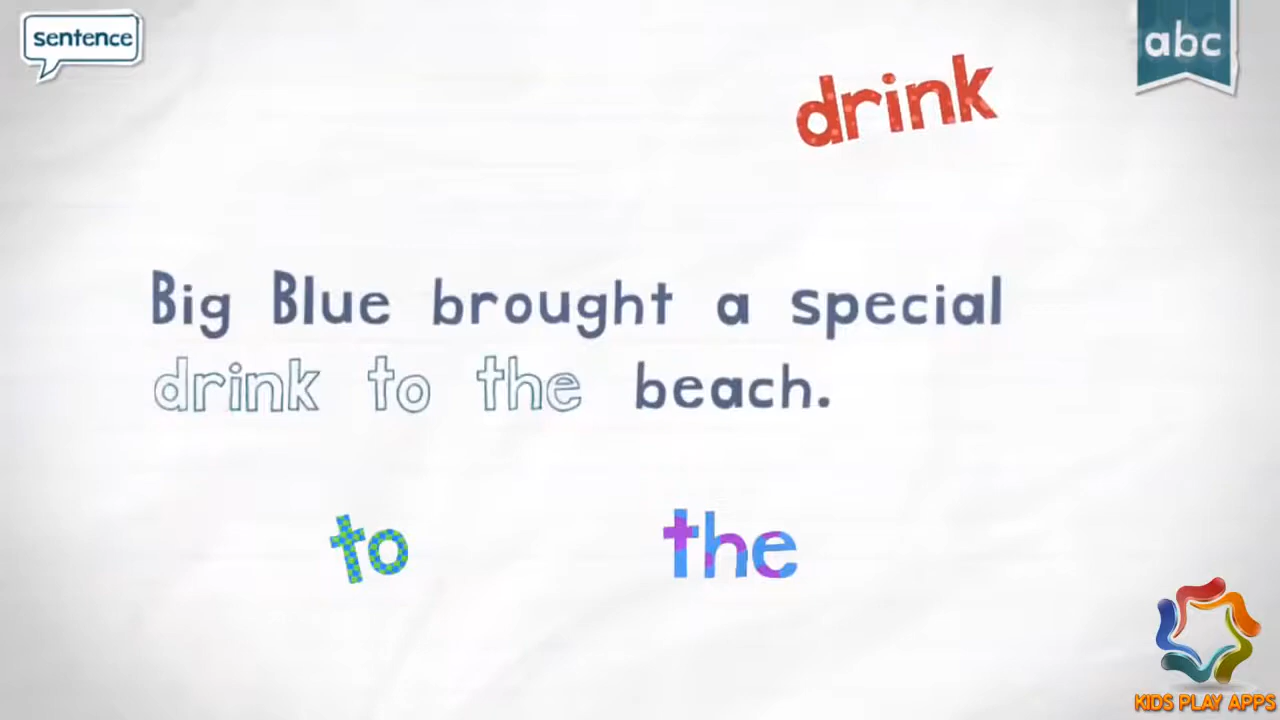 sentence
abc
drink
Big Blue brought a special
drink to the beach.
to the
KIDS PLAY APPS